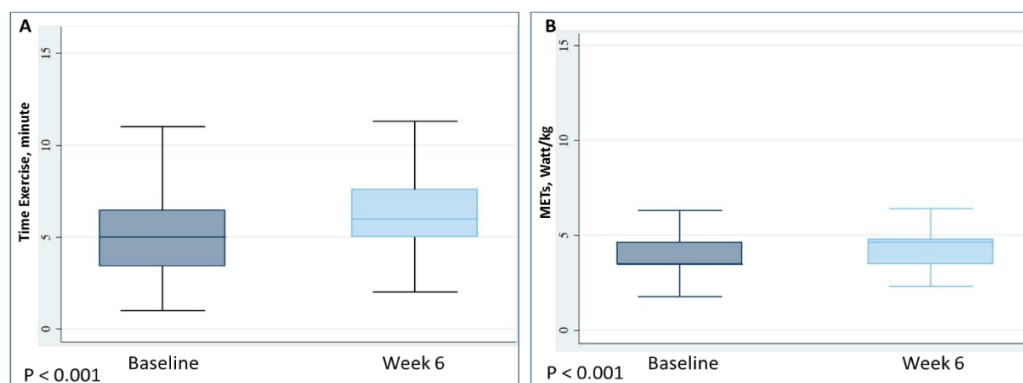 A
Time Exercise, minute
15
10
5
0
Baseline Week 6
P < 0.001
B
METs, Watt/kg
15
10
5
0
Baseline Week 6
P < 0.001